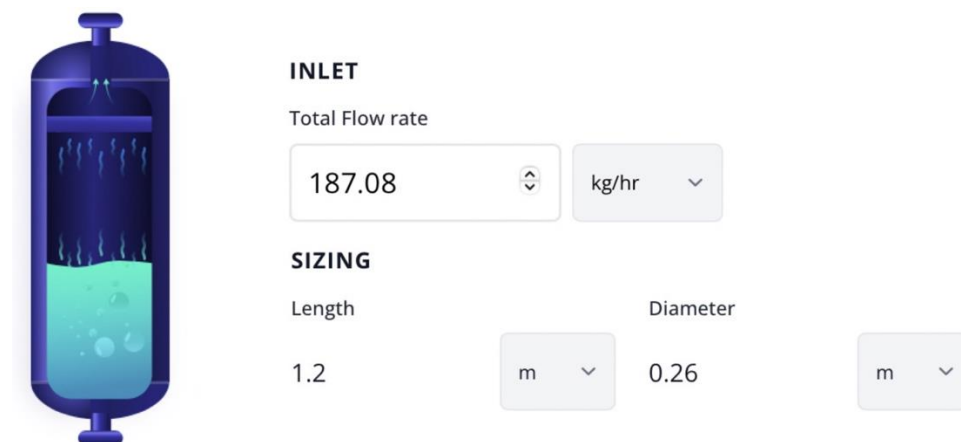 INLET
Total Flow rate
187.08 kg/hr
SIZING
Length Diameter
1.2 m 0.26 m